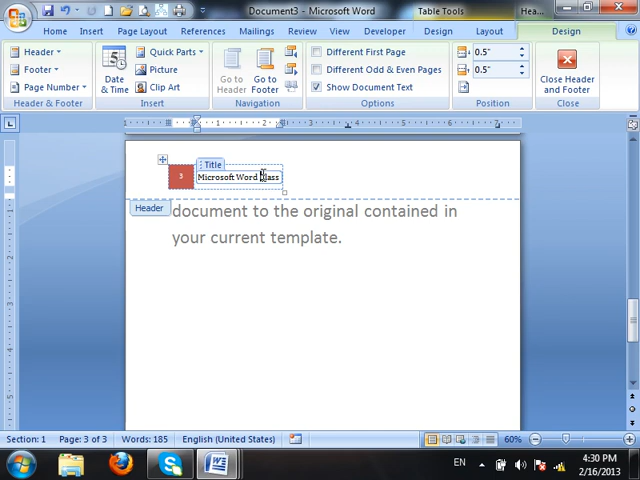 Document3 - Microsoft Word
Table Tools
Hea...
Home Insert Page Layout References Mailings Review View Developer Design Layout Design
Header
Footer
Page Number
Header & Footer
Date & Time
Quick Parts
Picture
Clip Art
Insert
Go to Header
Go to Footer
Navigation
Different First Page
Different Odd & Even Pages
Show Document Text
Options
0.5"
0.5"
Position
Close Header and Footer
Close
Title
3
Microsoft Word Class
Header
document to the original contained in
your current template.
Section: 1 Page: 3 of 3 Words: 185 English (United States) 60%
EN
4:30 PM
2/16/2013